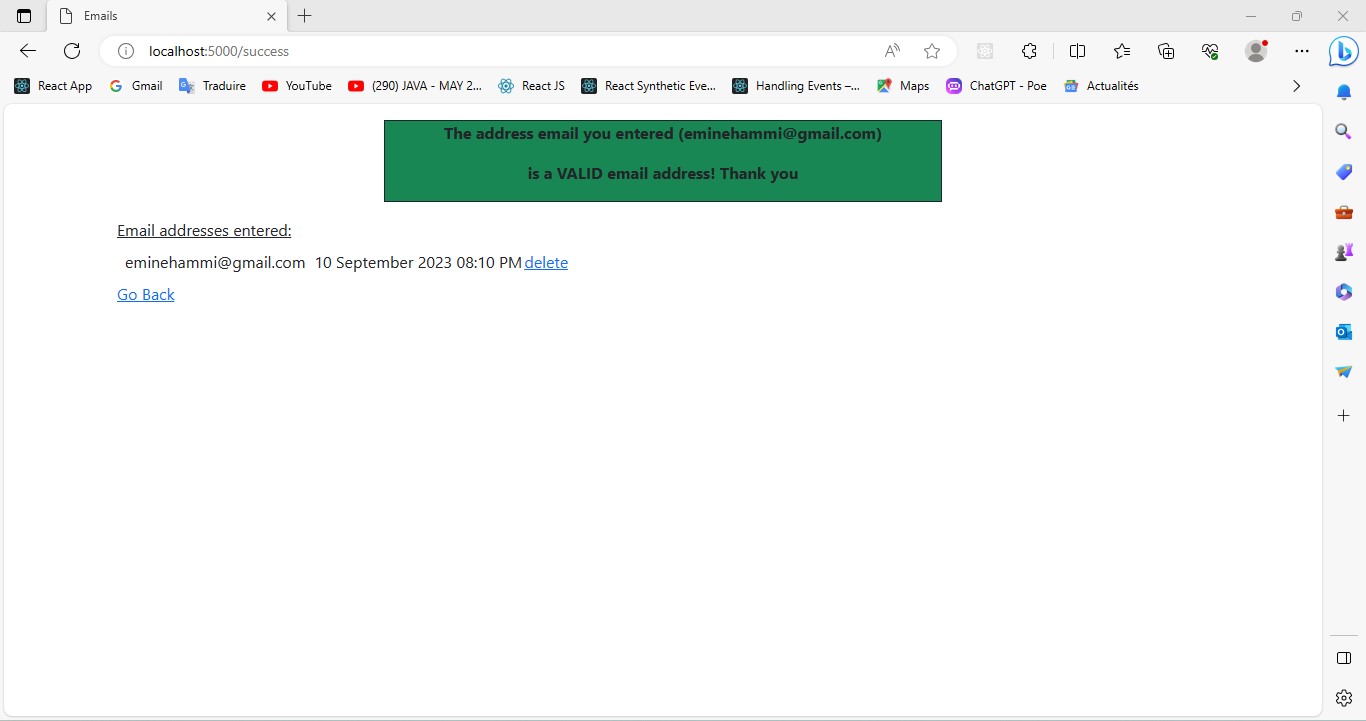 Emails
localhost:5000/success
React App Gmail Traduire YouTube (290) JAVA - MAY 2... React JS React Synthetic Eve... Handling Events –... Maps ChatGPT - Poe Actualités
The address email you entered (eminehammi@gmail.com)
is a VALID email address! Thank you
Email addresses entered:
eminehammi@gmail.com 10 September 2023 08:10 PM delete
Go Back